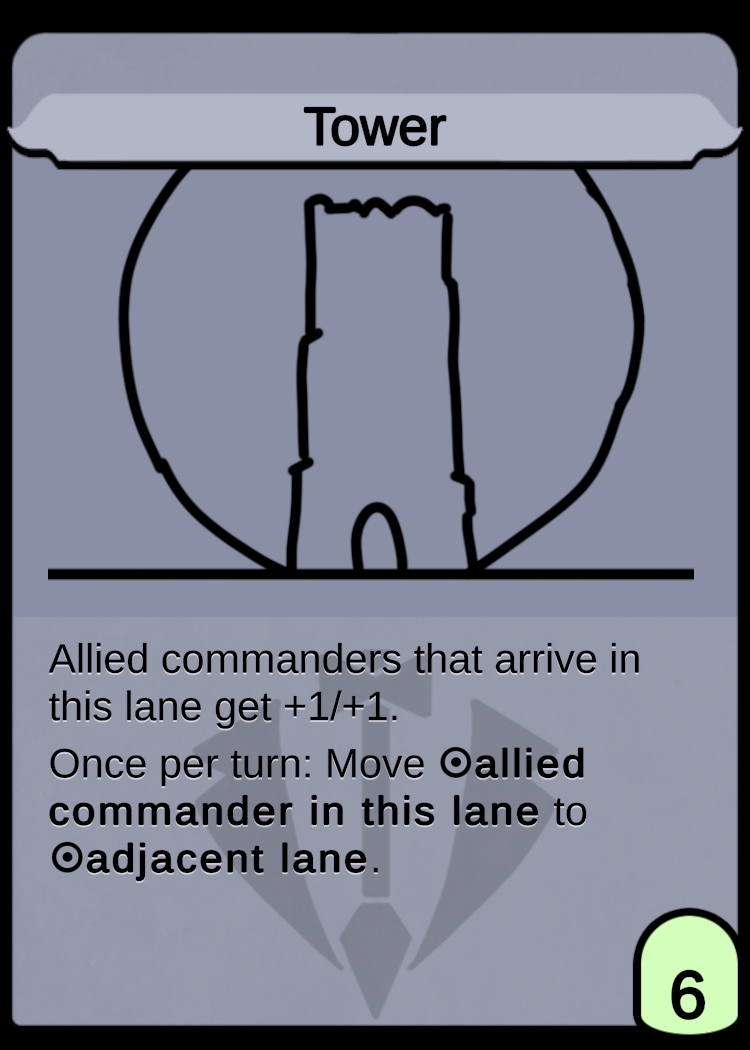 Tower
Allied commanders that arrive in
this lane get +1/+1.
Once per turn: Move ⊙allied
commander in this lane to
⊙adjacent lane.
6